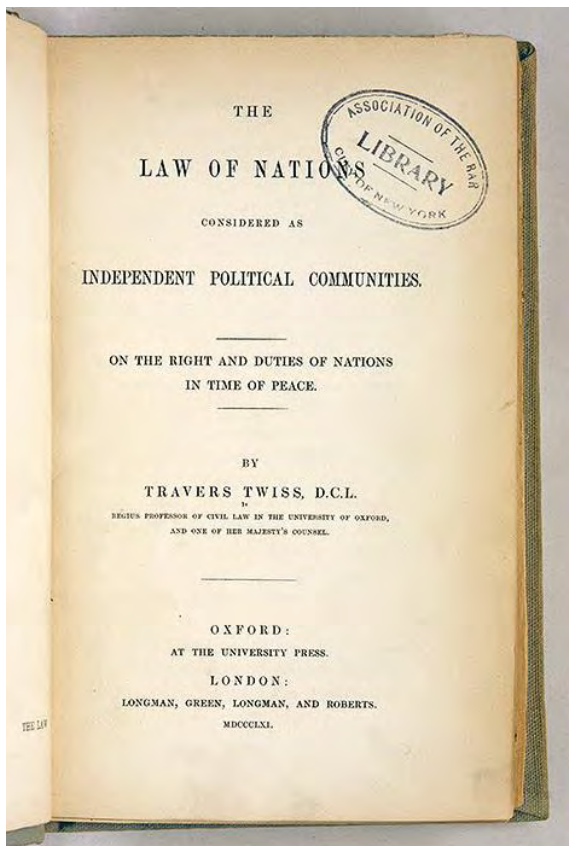 THE
LAW OF NATIONS
CONSIDERED AS
INDEPENDENT POLITICAL COMMUNITIES.
ON THE RIGHT AND DUTIES OF NATIONS
IN TIME OF PEACE.
BY
TRAVERS TWISS, D.C.L.
REGIUS PROFESSOR OF CIVIL LAW IN THE UNIVERSITY OF OXFORD,
AND ONE OF HER MAJESTY'S COUNSEL.
OXFORD:
AT THE UNIVERSITY PRESS.
LONDON:
LONGMAN, GREEN, LONGMAN, AND ROBERTS.
MDCCCLXI.
ASSOCIATION OF THE BAR
LIBRARY
CITY OF NEW YORK
THE LAW